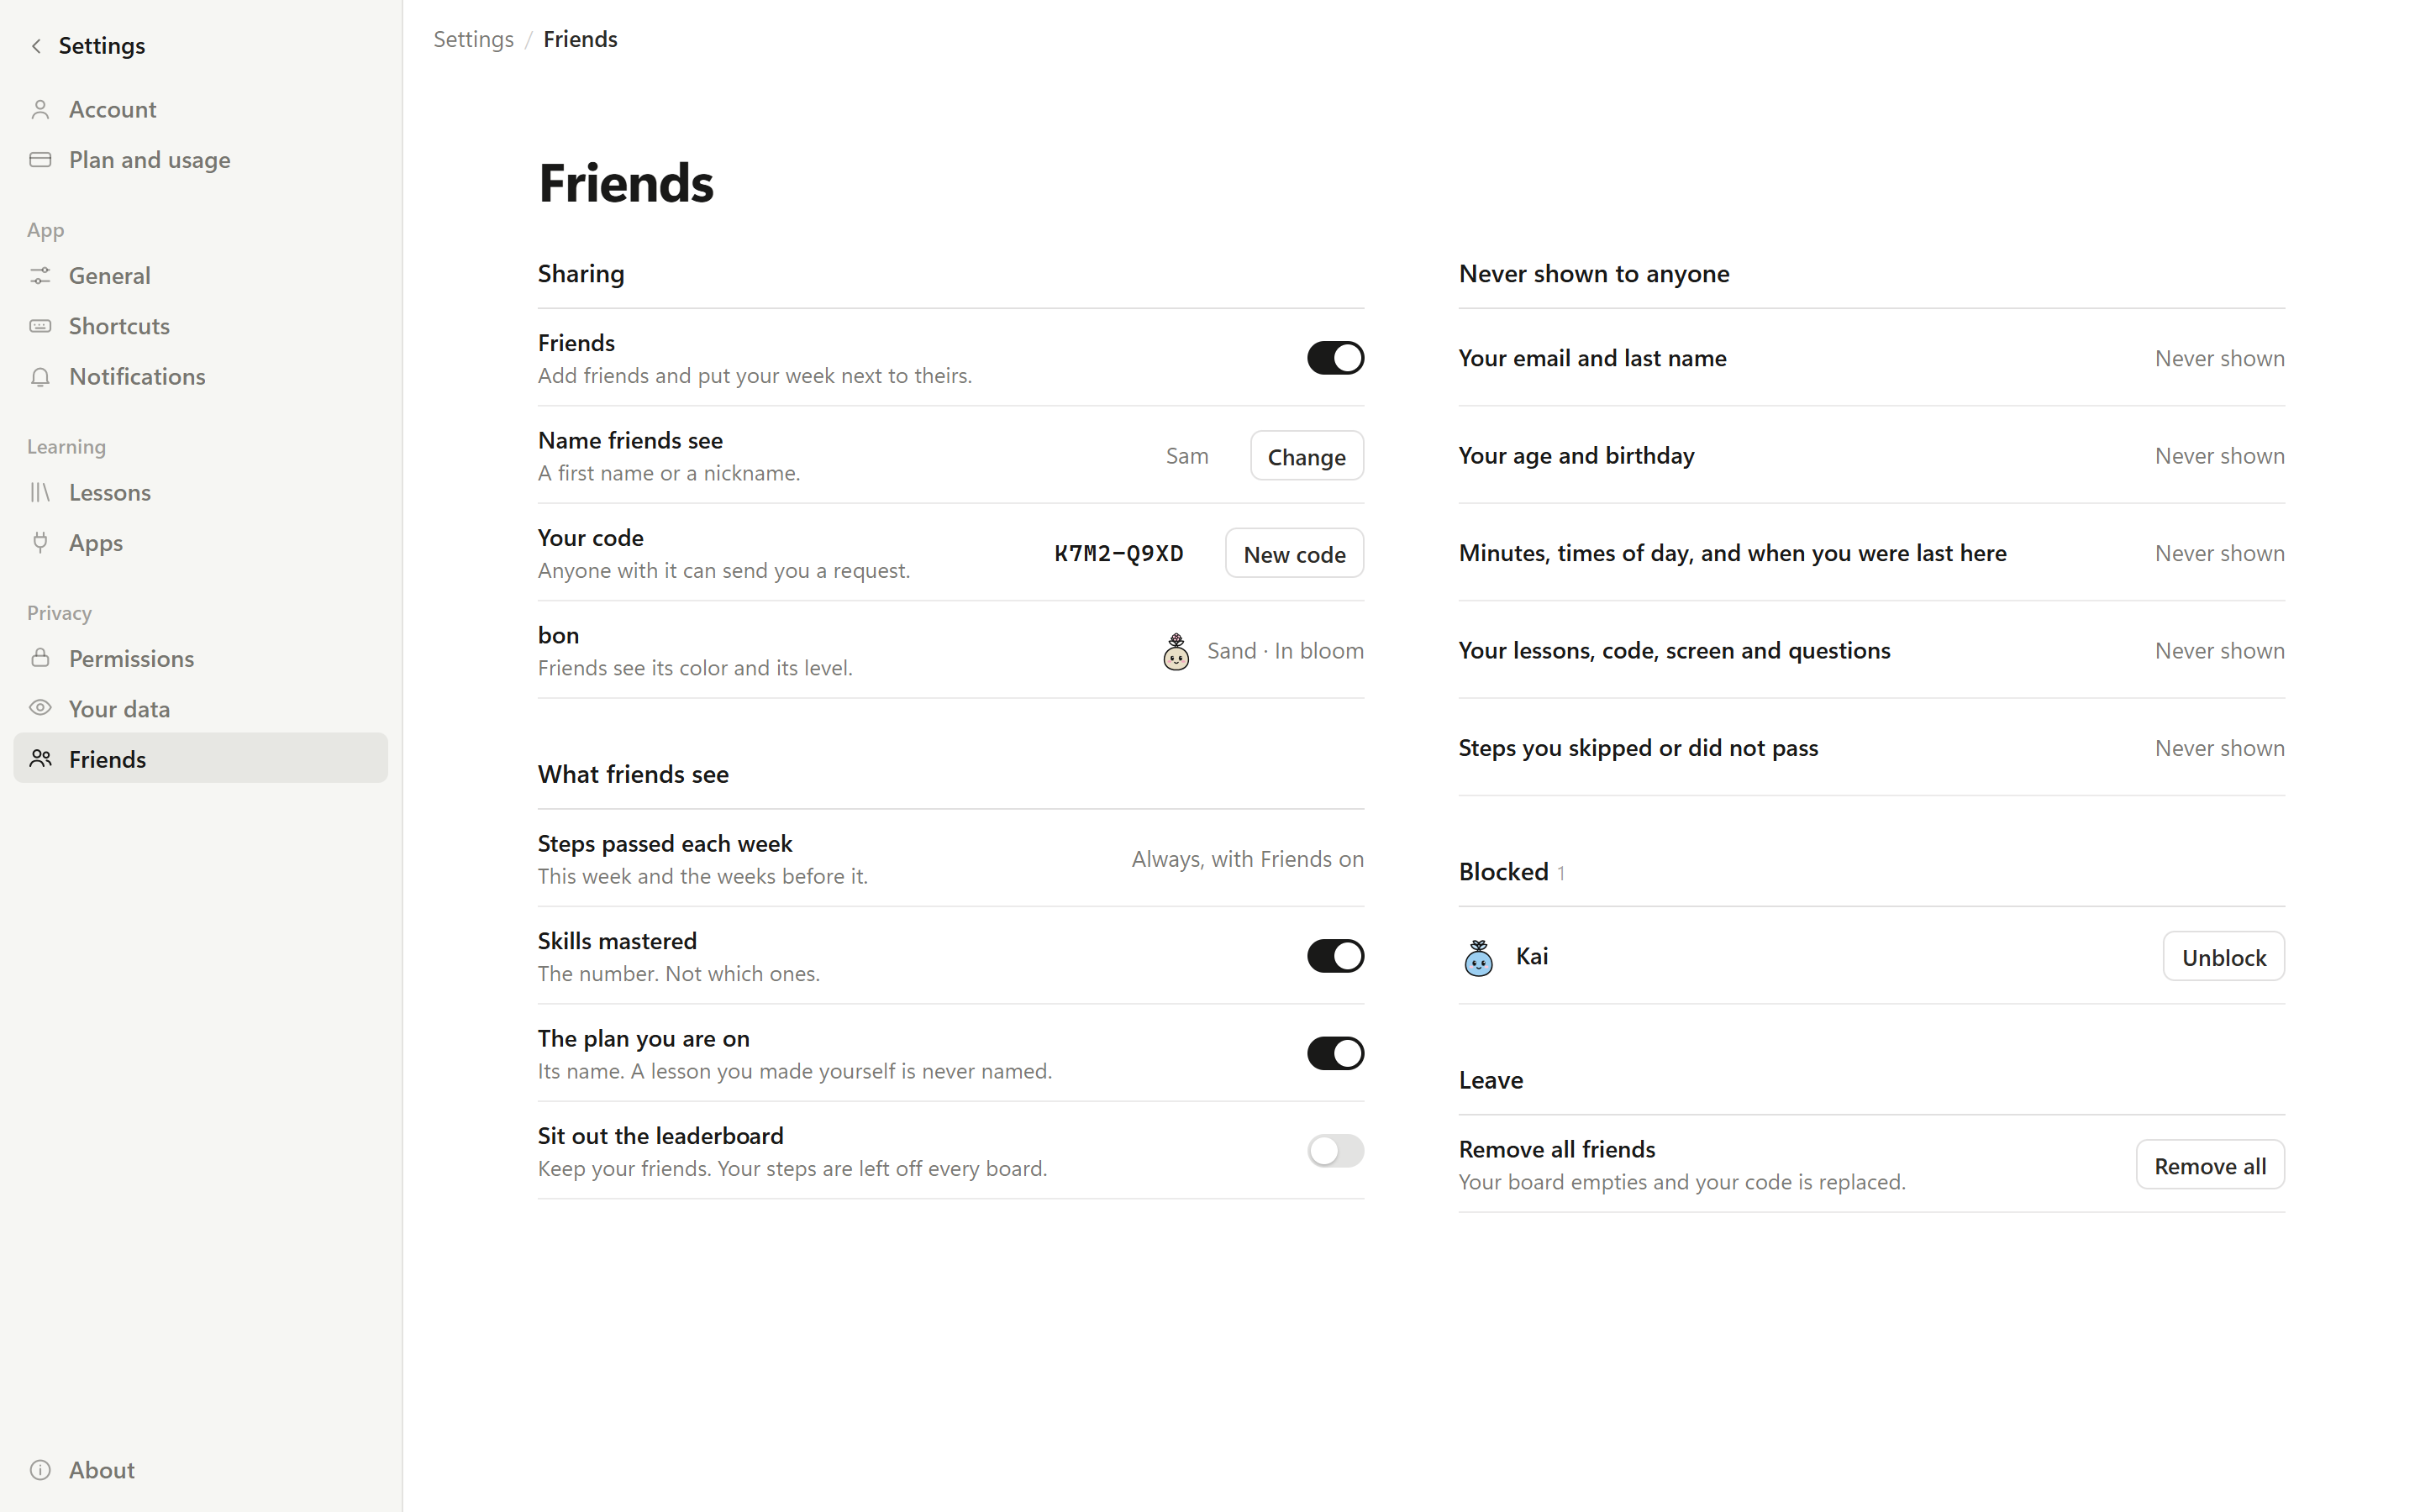 Settings
Account
Plan and usage
App
General
Shortcuts
Notifications
Learning
Lessons
Apps
Privacy
Permissions
Your data
Friends
About
Settings / Friends
Friends
Sharing
Friends
Add friends and put your week next to theirs.
Name friends see
A first name or a nickname.
Sam
Change
Your code
Anyone with it can send you a request.
K7M2-Q9XD
New code
bon
Friends see its color and its level.
Sand · In bloom
What friends see
Steps passed each week
This week and the weeks before it.
Always, with Friends on
Skills mastered
The number. Not which ones.
The plan you are on
Its name. A lesson you made yourself is never named.
Sit out the leaderboard
Keep your friends. Your steps are left off every board.
Never shown to anyone
Your email and last name
Never shown
Your age and birthday
Never shown
Minutes, times of day, and when you were last here
Never shown
Your lessons, code, screen and questions
Never shown
Steps you skipped or did not pass
Never shown
Blocked 1
Kai
Unblock
Leave
Remove all friends
Your board empties and your code is replaced.
Remove all